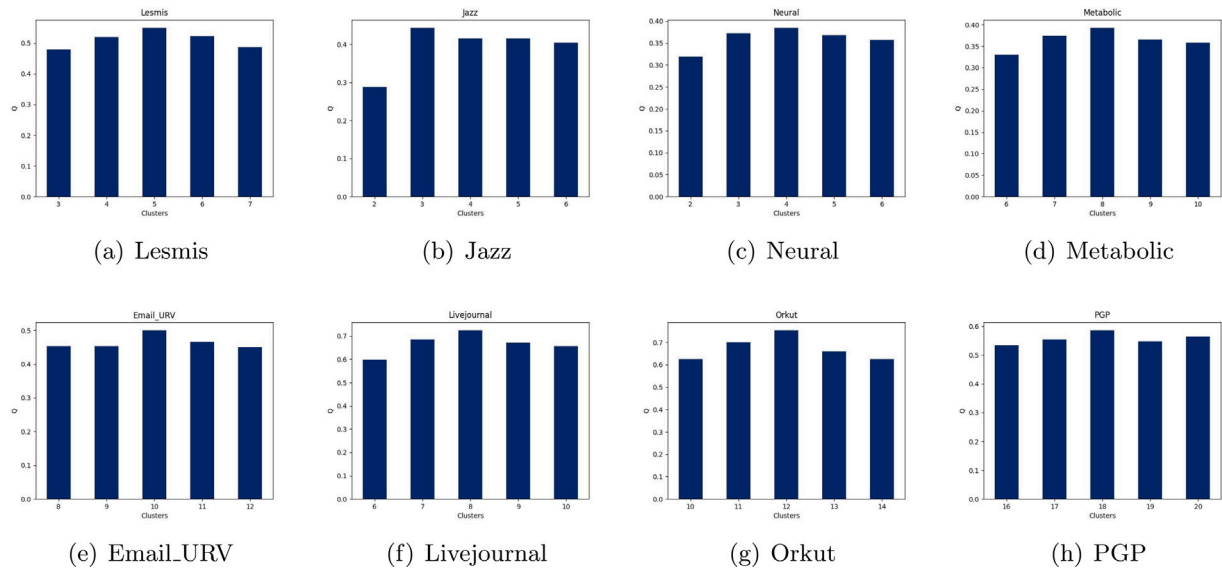 Lesmis
Q
0.5
0.4
0.3
0.2
0.1
0.0
3 4 5 6 7
Clusters
(a) Lesmis
Jazz
Q
0.4
0.3
0.2
0.1
0.0
2 3 4 5 6
Clusters
(b) Jazz
Neural
Q
0.40
0.35
0.30
0.25
0.20
0.15
0.10
0.05
0.00
2 3 4 5 6
Clusters
(c) Neural
Metabolic
Q
0.40
0.35
0.30
0.25
0.20
0.15
0.10
0.05
0.00
6 7 8 9 10
Clusters
(d) Metabolic
Email_URV
Q
0.5
0.4
0.3
0.2
0.1
0.0
8 9 10 11 12
Clusters
(e) Email_URV
Livejournal
Q
0.7
0.6
0.5
0.4
0.3
0.2
0.1
0.0
6 7 8 9 10
Clusters
(f) Livejournal
Orkut
Q
0.7
0.6
0.5
0.4
0.3
0.2
0.1
0.0
10 11 12 13 14
Clusters
(g) Orkut
PGP
Q
0.6
0.5
0.4
0.3
0.2
0.1
0.0
16 17 18 19 20
Clusters
(h) PGP